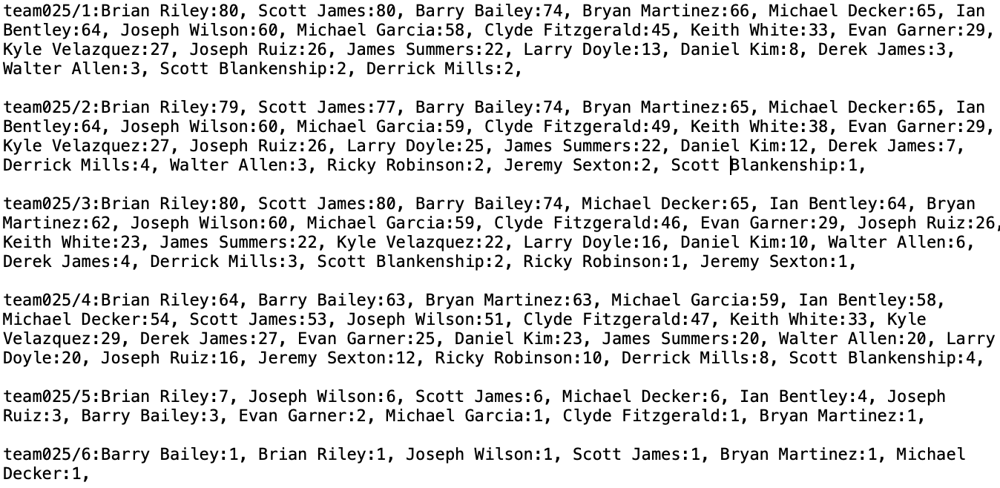 team025/1:Brian Riley:80, Scott James:80, Barry Bailey:74, Bryan Martinez:66, Michael Decker:65, Ian
Bentley:64, Joseph Wilson:60, Michael Garcia:58, Clyde Fitzgerald:45, Keith White:33, Evan Garner:29,
Kyle Velazquez:27, Joseph Ruiz:26, James Summers:22, Larry Doyle:13, Daniel Kim:8, Derek James:3,
Walter Allen:3, Scott Blankenship:2, Derrick Mills:2,
team025/2:Brian Riley:79, Scott James:77, Barry Bailey:74, Bryan Martinez:65, Michael Decker:65, Ian
Bentley:64, Joseph Wilson:60, Michael Garcia:59, Clyde Fitzgerald:49, Keith White:38, Evan Garner:29,
Kyle Velazquez:27, Joseph Ruiz:26, Larry Doyle:25, James Summers:22, Daniel Kim:12, Derek James:7,
Derrick Mills:4, Walter Allen:3, Ricky Robinson:2, Jeremy Sexton:2, Scott Blankenship:1,
team025/3:Brian Riley:80, Scott James:80, Barry Bailey:74, Michael Decker:65, Ian Bentley:64, Bryan
Martinez:62, Joseph Wilson:60, Michael Garcia:59, Clyde Fitzgerald:46, Evan Garner:29, Joseph Ruiz:26,
Keith White:23, James Summers:22, Kyle Velazquez:22, Larry Doyle:16, Daniel Kim:10, Walter Allen:6,
Derek James:4, Derrick Mills:3, Scott Blankenship:2, Ricky Robinson:1, Jeremy Sexton:1,
team025/4:Brian Riley:64, Barry Bailey:63, Bryan Martinez:63, Michael Garcia:59, Ian Bentley:58,
Michael Decker:54, Scott James:53, Joseph Wilson:51, Clyde Fitzgerald:47, Keith White:33, Kyle
Velazquez:29, Derek James:27, Evan Garner:25, Daniel Kim:23, James Summers:20, Walter Allen:20, Larry
Doyle:20, Joseph Ruiz:16, Jeremy Sexton:12, Ricky Robinson:10, Derrick Mills:8, Scott Blankenship:4,
team025/5:Brian Riley:7, Joseph Wilson:6, Scott James:6, Michael Decker:6, Ian Bentley:4, Joseph
Ruiz:3, Barry Bailey:3, Evan Garner:2, Michael Garcia:1, Clyde Fitzgerald:1, Bryan Martinez:1,
team025/6:Barry Bailey:1, Brian Riley:1, Joseph Wilson:1, Scott James:1, Bryan Martinez:1, Michael
Decker:1,